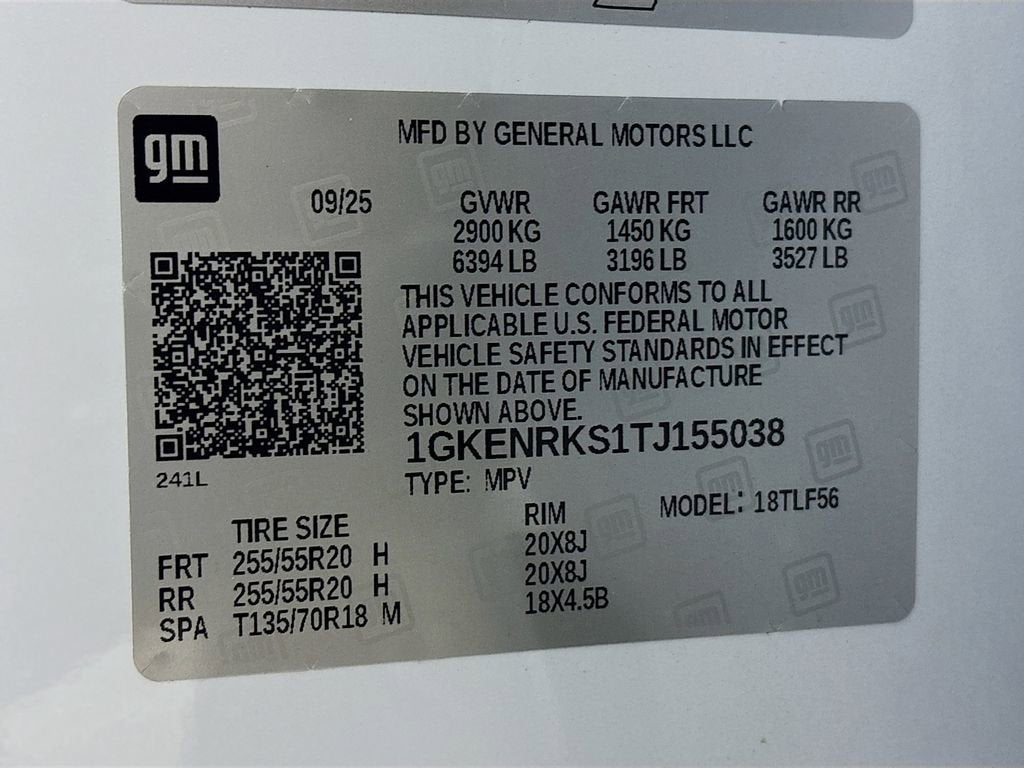 gm
MFD BY GENERAL MOTORS LLC
09/25 GVWR GAWR FRT GAWR RR
2900 KG 1450 KG 1600 KG
6394 LB 3196 LB 3527 LB
THIS VEHICLE CONFORMS TO ALL
APPLICABLE U.S. FEDERAL MOTOR
VEHICLE SAFETY STANDARDS IN EFFECT
ON THE DATE OF MANUFACTURE
SHOWN ABOVE.
1GKENRKS1TJ155038
241L
TYPE: MPV
MODEL: 18TLF56
TIRE SIZE RIM
FRT 255/55R20 H 20X8J
RR 255/55R20 H 20X8J
SPA T135/70R18 M 18X4.5B